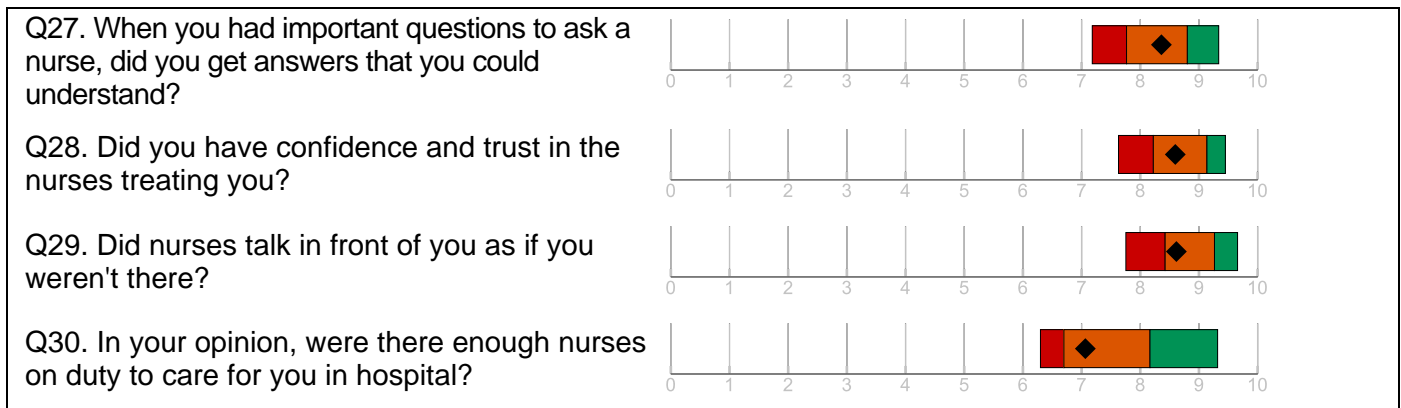 Q27. When you had important questions to ask a
nurse, did you get answers that you could
understand?
0 1 2 3 4 5 6 7 8 9 10
Q28. Did you have confidence and trust in the
nurses treating you?
0 1 2 3 4 5 6 7 8 9 10
Q29. Did nurses talk in front of you as if you
weren't there?
0 1 2 3 4 5 6 7 8 9 10
Q30. In your opinion, were there enough nurses
on duty to care for you in hospital?
0 1 2 3 4 5 6 7 8 9 10